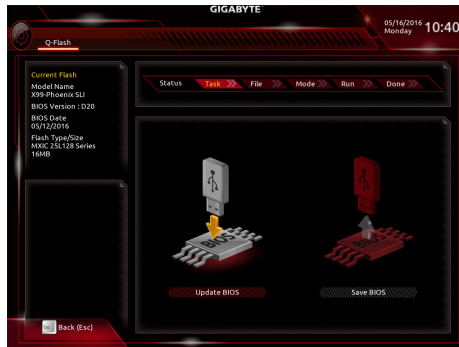 GIGABYTE
05/16/2016
Monday
10:40
Q-Flash
Current Flash
Model Name
X99-Phoenix SLI
BIOS Version : D20
BIOS Date
05/12/2016
Flash Type/Size
MXIC 25L128 Series
16MB
Status Task File Mode Run Done
BIOS
BIOS
Update BIOS
Save BIOS
Esc Back (Esc)